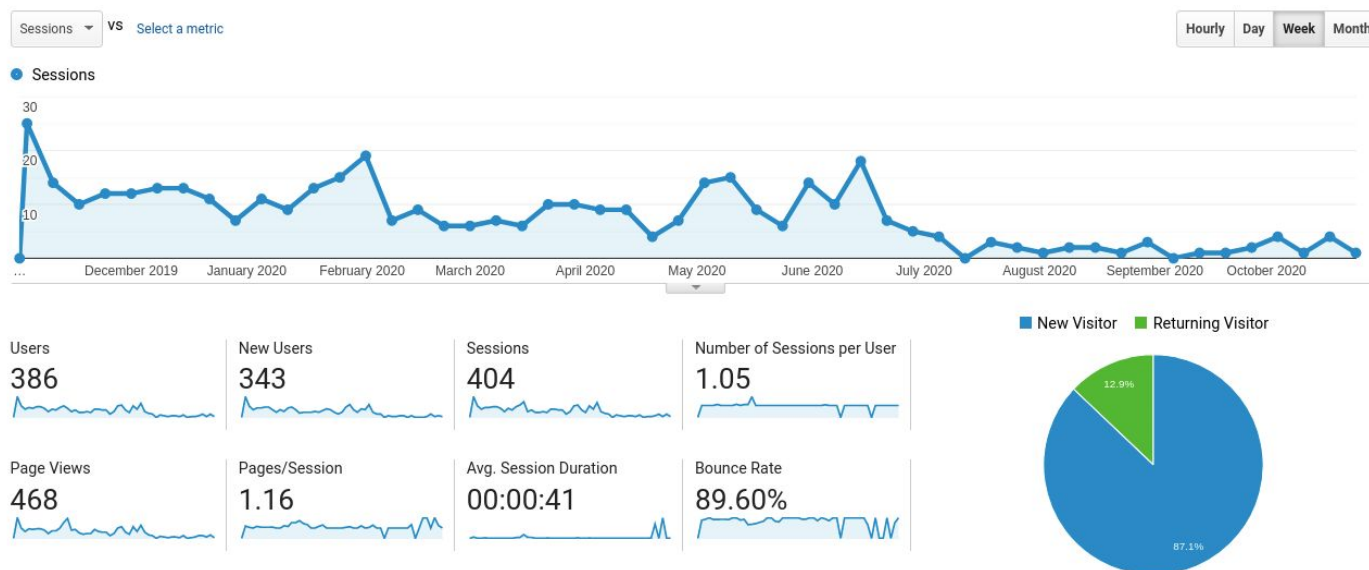 Sessions VS Select a metric Hourly Day Week Month
Sessions
30
20
10
... December 2019 January 2020 February 2020 March 2020 April 2020 May 2020 June 2020 July 2020 August 2020 September 2020 October 2020
New Visitor Returning Visitor
Users New Users Sessions Number of Sessions per User
386 343 404 1.05
12.9%
Page Views Pages/Session Avg. Session Duration Bounce Rate
468 1.16 00:00:41 89.60%
87.1%